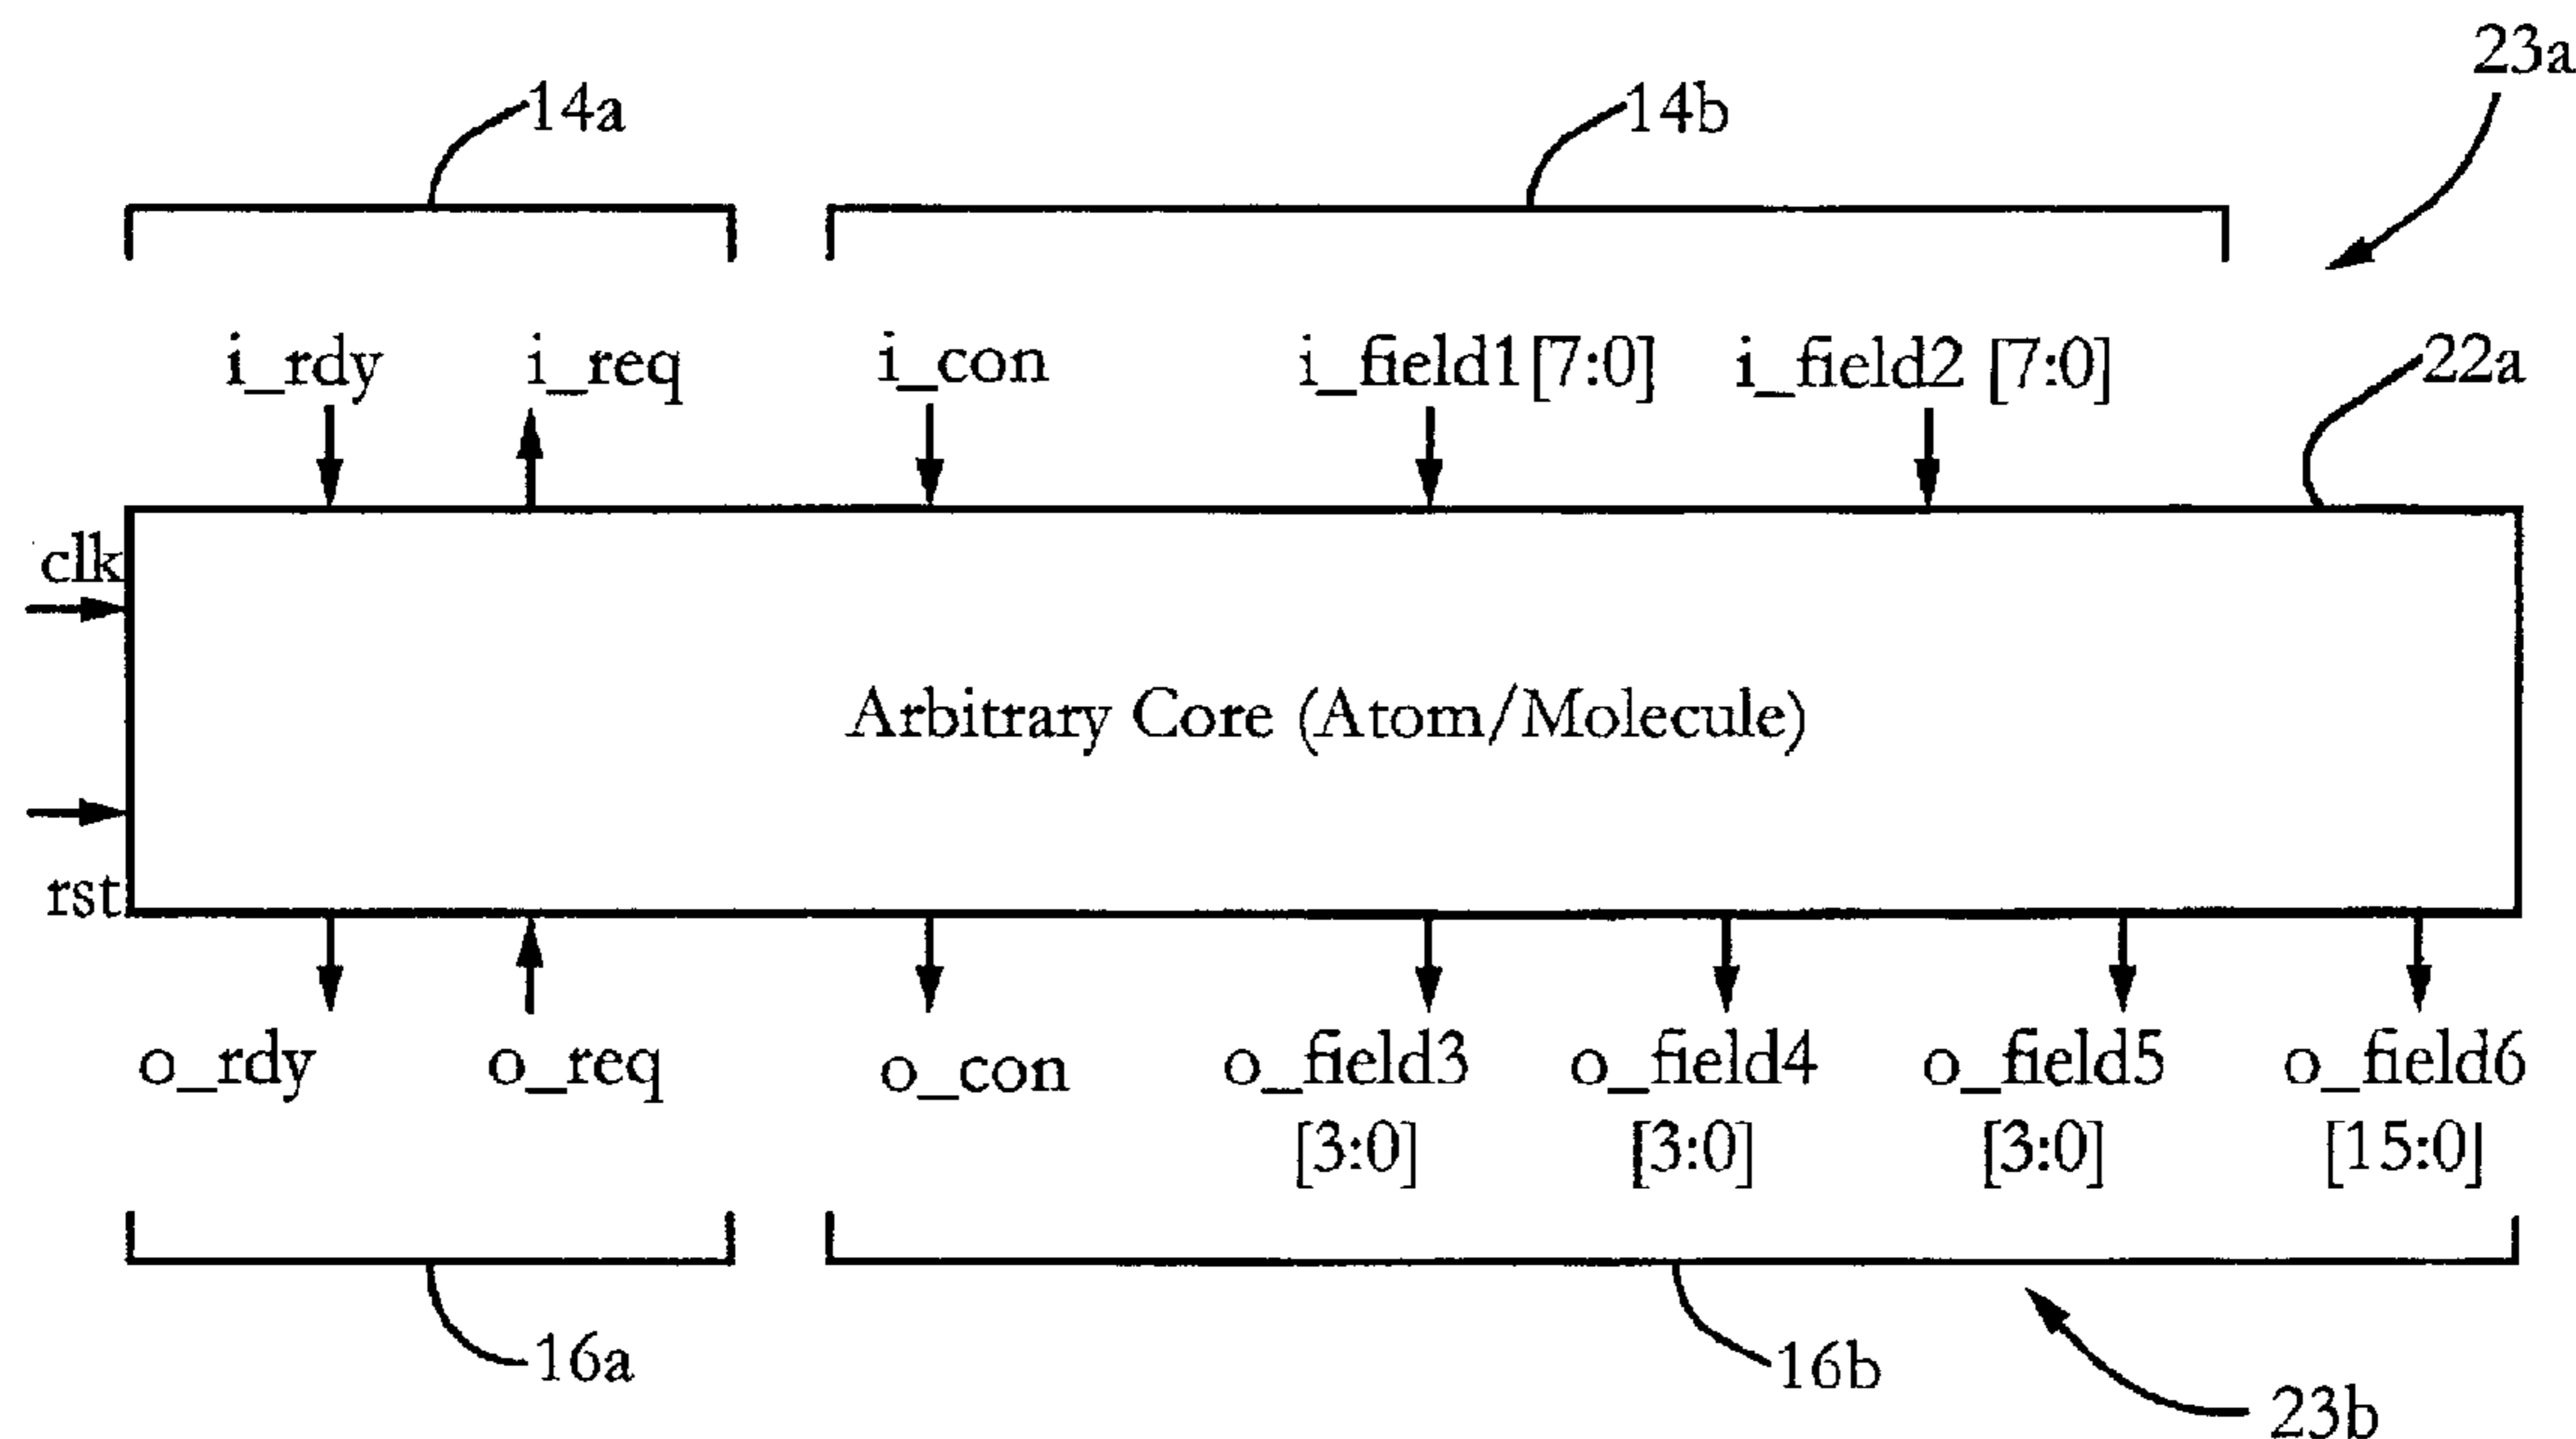 23a
14a
14b
i_rdy
i_req
i_con
i_field1[7:0]
i_field2 [7:0]
22a
clk
Arbitrary Core (Atom/Molecule)
rst
o_rdy
o_req
o_con
o_field3
[3:0]
o_field4
[3:0]
o_field5
[3:0]
o_field6
[15:0]
16a
16b
23b